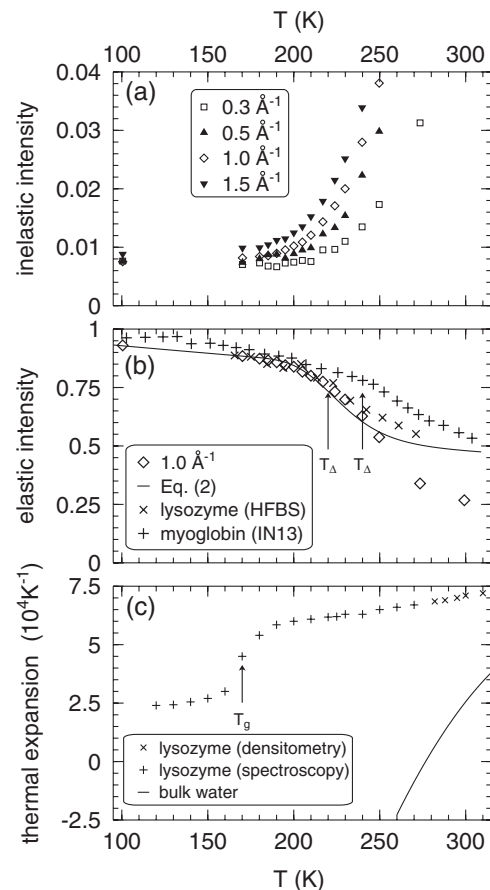 T (K)
100 150 200 250 300
0.04
0.03
0.02
0.01
0
inelastic intensity
(a)
0.3 Å⁻¹
0.5 Å⁻¹
1.0 Å⁻¹
1.5 Å⁻¹
1
0.75
0.5
0.25
0
elastic intensity
(b)
T_Δ T_Δ
1.0 Å⁻¹
Eq. (2)
lysozyme (HFBS)
myoglobin (IN13)
7.5
5
2.5
0
-2.5
thermal expansion (10⁴K⁻¹)
(c)
T_g
lysozyme (densitometry)
lysozyme (spectroscopy)
bulk water
100 150 200 250 300
T (K)